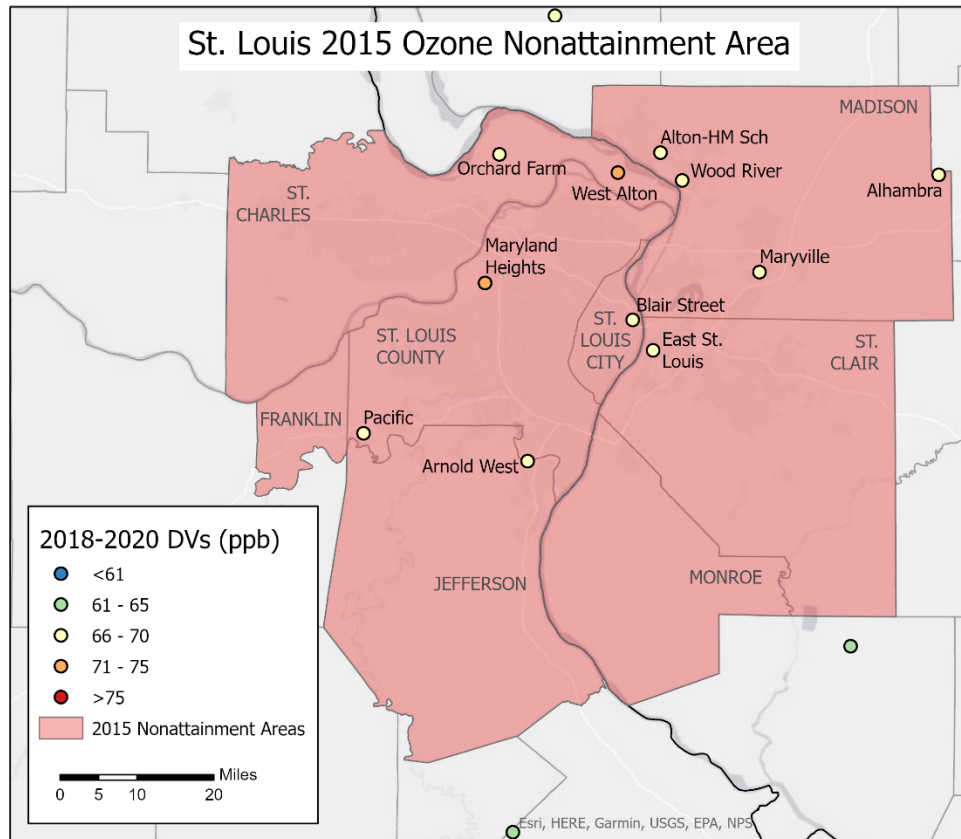 St. Louis 2015 Ozone Nonattainment Area
MADISON
Alton-HM Sch
Orchard Farm
Wood River
West Alton
Alhambra
ST.
CHARLES
Maryland
Heights
Maryville
Blair Street
ST. LOUIS
COUNTY
ST.
LOUIS
CITY
East St.
Louis
ST.
CLAIR
FRANKLIN
Pacific
Arnold West
JEFFERSON
MONROE
2018-2020 DVs (ppb)
<61
61 - 65
66 - 70
71 - 75
>75
2015 Nonattainment Areas
Miles
0 5 10 20
Esri, HERE, Garmin, USGS, EPA, NPS